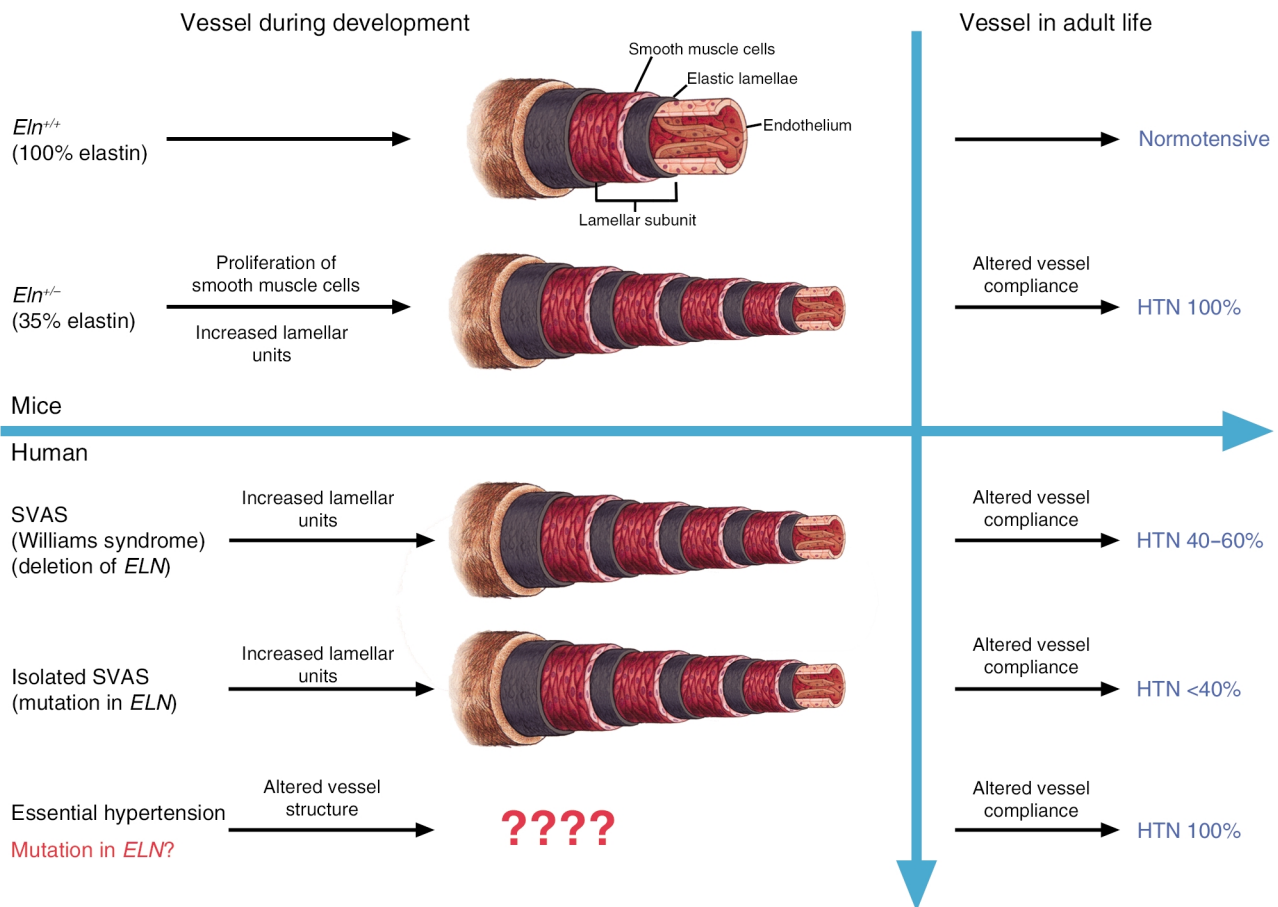 Vessel during development
Vessel in adult life
Smooth muscle cells
Elastic lamellae
Endothelium
Lamellar subunit
Eln+/+
(100% elastin)
Normotensive
Eln+/–
(35% elastin)
Proliferation of
smooth muscle cells
Increased lamellar
units
Altered vessel
compliance
HTN 100%
Mice
Human
SVAS
(Williams syndrome)
(deletion of ELN)
Increased lamellar
units
Altered vessel
compliance
HTN 40–60%
Isolated SVAS
(mutation in ELN)
Increased lamellar
units
Altered vessel
compliance
HTN <40%
Essential hypertension
Mutation in ELN?
Altered vessel
structure
????
Altered vessel
compliance
HTN 100%